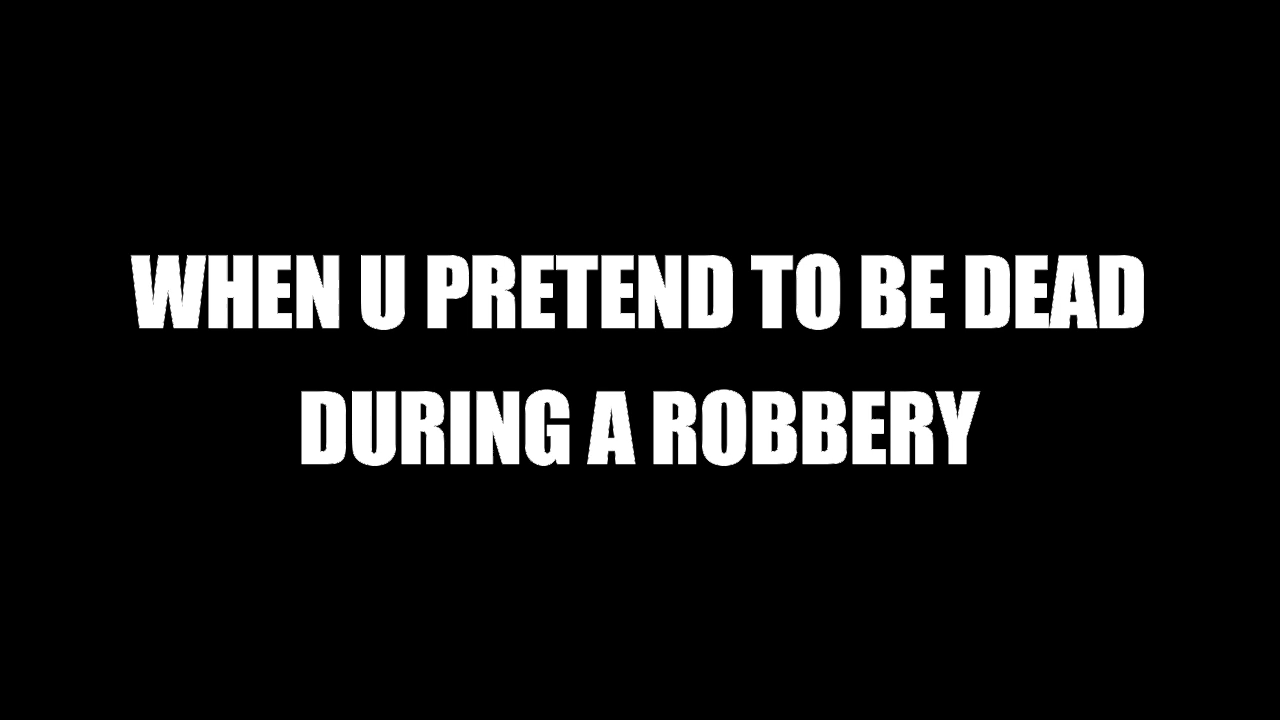 WHEN U PRETEND TO BE DEAD
DURING A ROBBERY